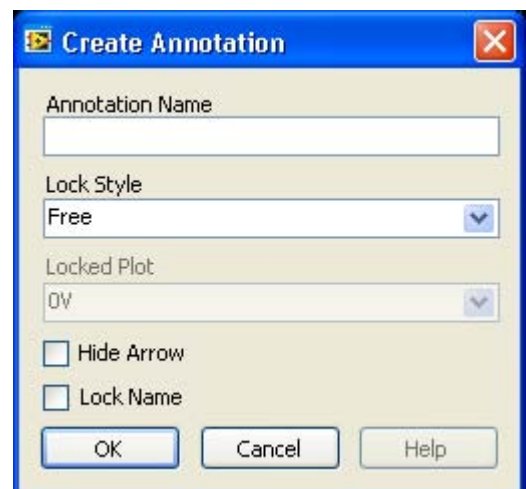 Create Annotation
Annotation Name
Lock Style
Free
Locked Plot
0V
Hide Arrow
Lock Name
OK Cancel Help